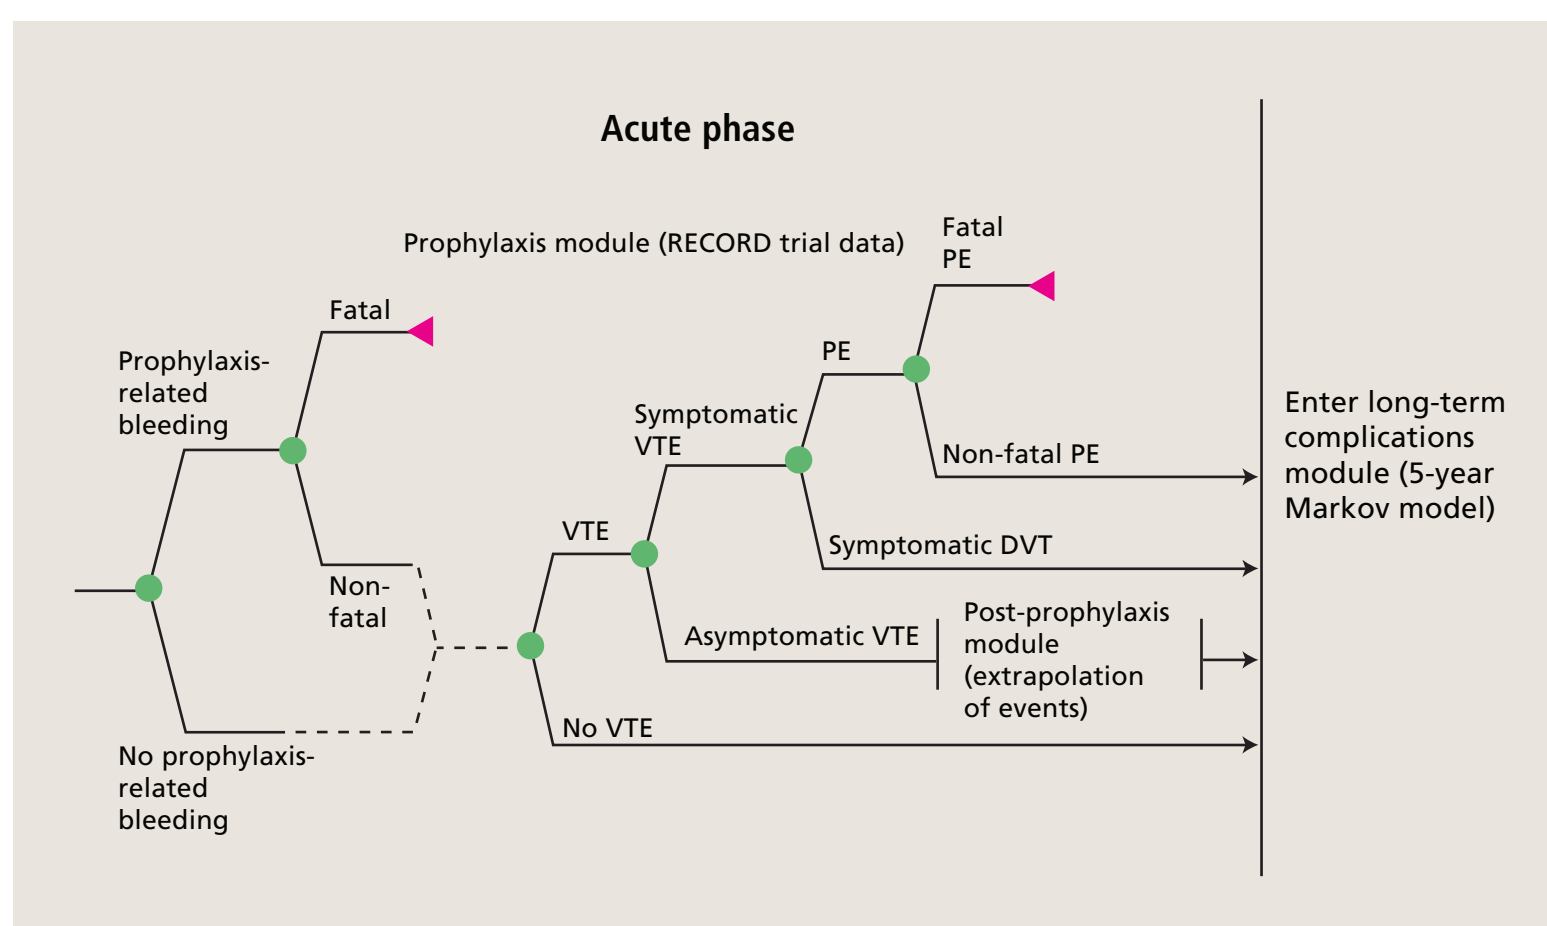 Acute phase
Prophylaxis module (RECORD trial data)
Fatal
PE
Fatal
Prophylaxis-
related
bleeding
PE
Symptomatic
VTE
Enter long-term
complications
module (5-year
Markov model)
Non-fatal PE
VTE
Symptomatic DVT
Non-
fatal
Asymptomatic VTE
Post-prophylaxis
module
(extrapolation
of events)
No VTE
No prophylaxis-
related
bleeding